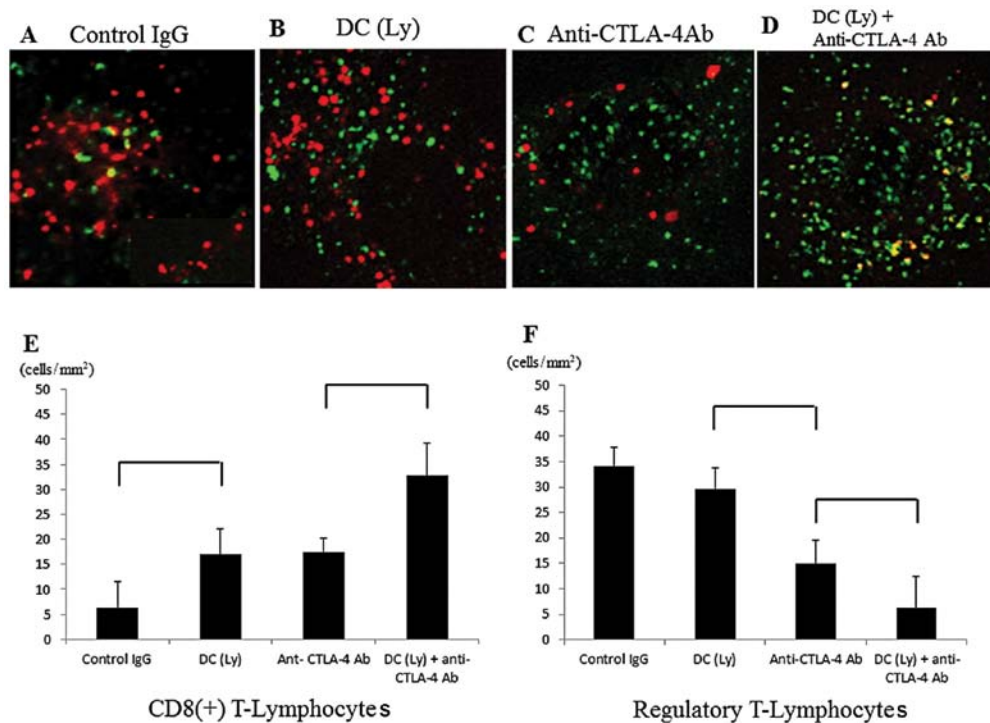 A Control IgG
B DC (Ly)
C Anti-CTLA-4Ab
D DC (Ly) +
Anti-CTLA-4 Ab
E
(cells/mm²)
50
45
40
35
30
25
20
15
10
5
0
Control IgG
DC (Ly)
Ant- CTLA-4 Ab
DC (Ly) + anti-
CTLA-4 Ab
CD8(+) T-Lymphocytes
F
(cells/mm²)
50
45
40
35
30
25
20
15
10
5
0
Control IgG
DC (Ly)
Anti-CTLA-4 Ab
DC (Ly) + anti-
CTLA-4 Ab
Regulatory T-Lymphocytes